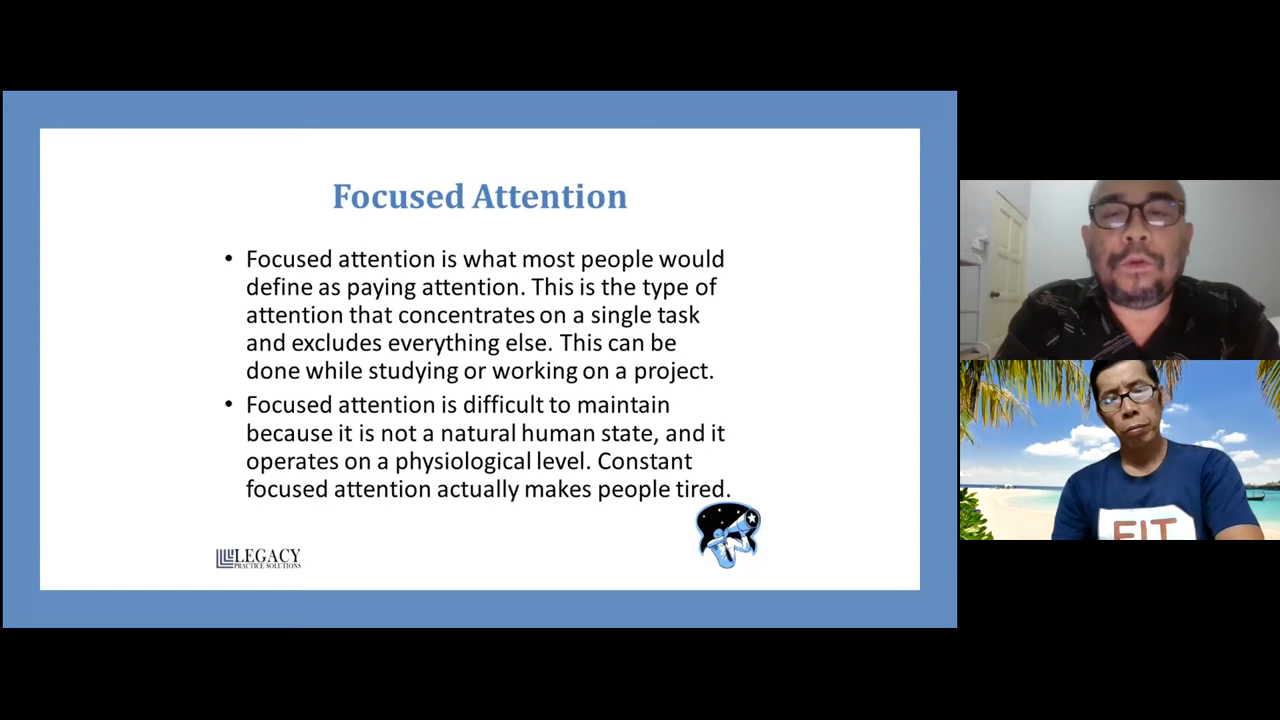 Focused Attention
• Focused attention is what most people would
define as paying attention. This is the type of
attention that concentrates on a single task
and excludes everything else. This can be
done while studying or working on a project.
• Focused attention is difficult to maintain
because it is not a natural human state, and it
operates on a physiological level. Constant
focused attention actually makes people tired.
LEGACY
PRACTICE SOLUTIONS
FIT